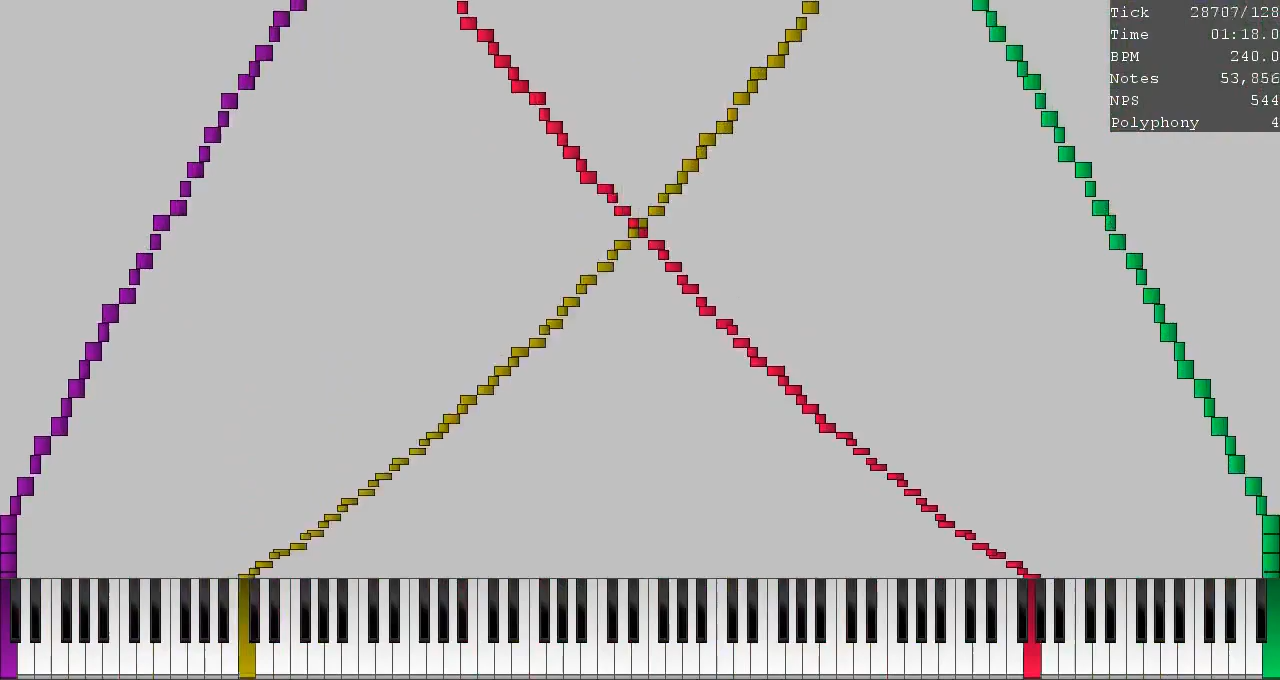 Tick 28707/128
Time 01:18.0
BPM 240.0
Notes 53,856
NPS 544
Polyphony 4